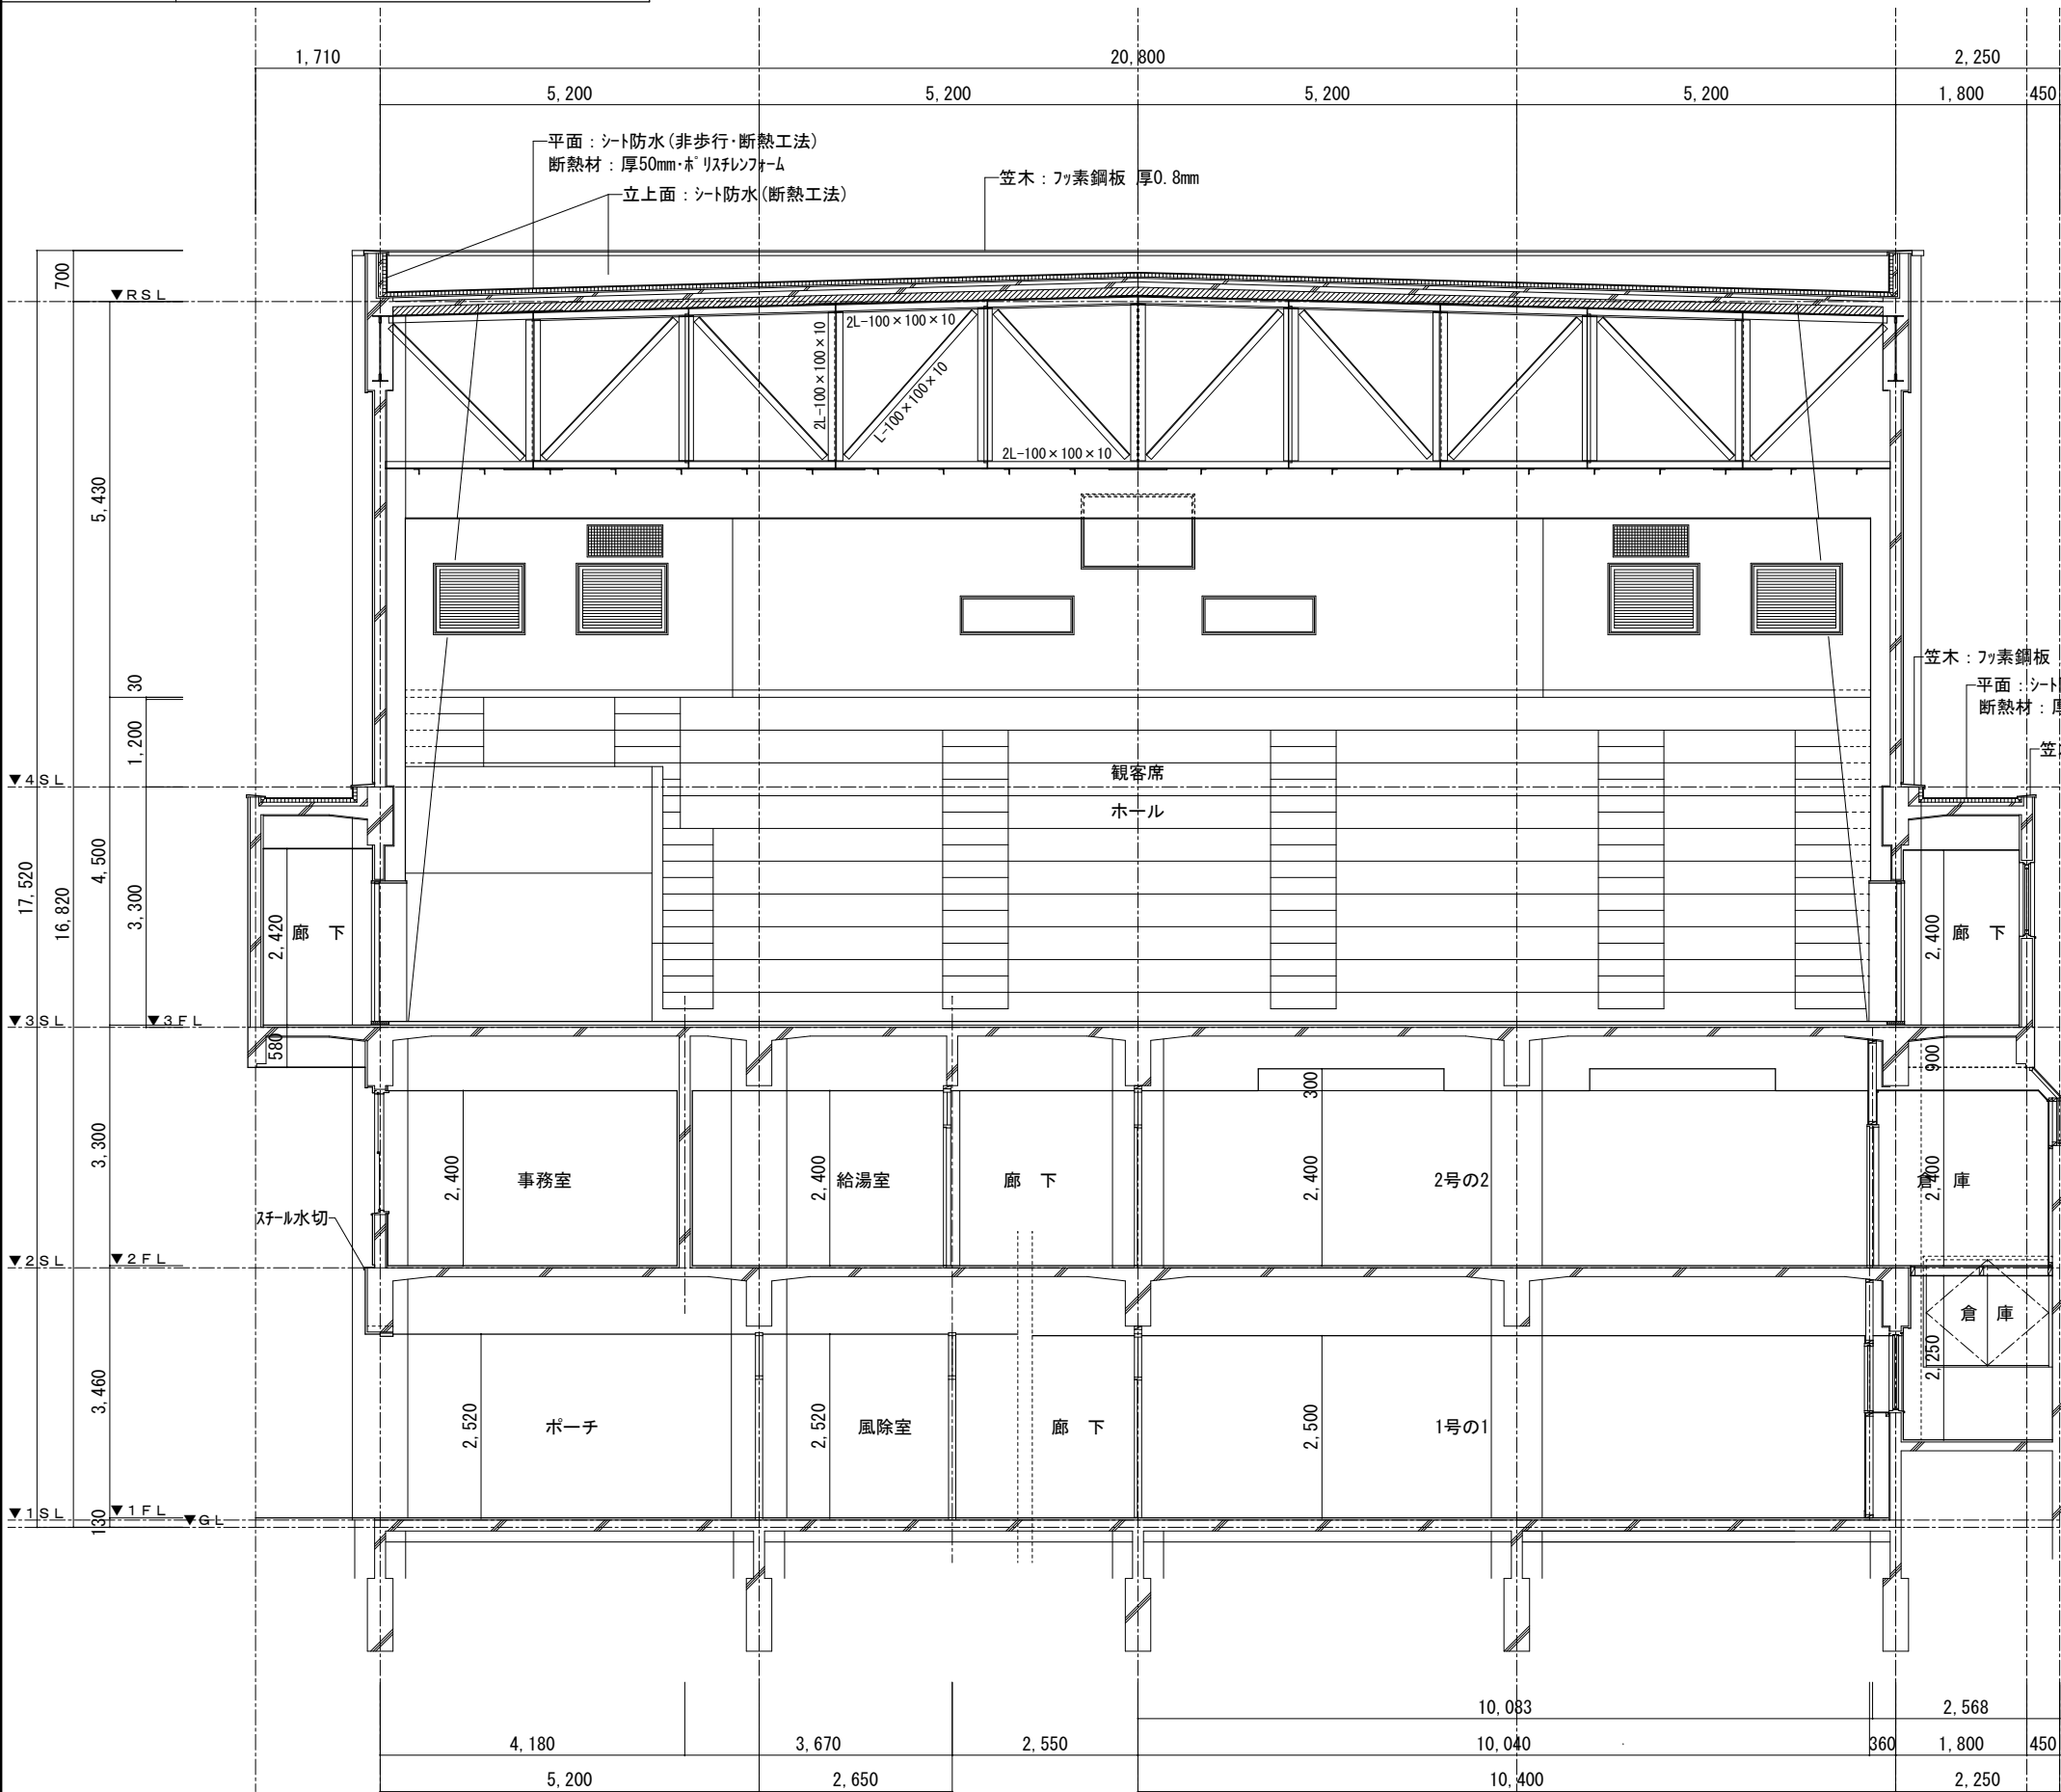 1,710
20,800
2,250
5,200
5,200
5,200
5,200
1,800
450
平面：シート防水(非歩行・断熱工法)
断熱材：厚50mm・ポリスチレンフォーム
立上面：シート防水(断熱工法)
笠木：フッ素鋼板 厚0.8mm
700
▼RSL
2L-100×100×10
2L-100×100×10
L-100×100×10
2L-100×100×10
5,430
30
笠木：フッ素鋼板
平面：シート
断熱材：厚
笠
1,200
▼4SL
観客席
ホール
17,520
16,820
4,500
3,300
2,420
廊　下
2,400
廊　下
▼3SL
▼3FL
580
900
300
3,300
2,400
事務室
2,400
給湯室
廊　下
2,400
2号の2
2,400
倉　庫
スチール水切
▼2SL
▼2FL
倉　庫
2,250
3,460
2,520
ポーチ
2,520
風除室
廊　下
2,500
1号の1
▼1SL
▼1FL
▼GL
130
10,083
2,568
4,180
3,670
2,550
10,040
360
1,800
450
5,200
2,650
10,400
2,250